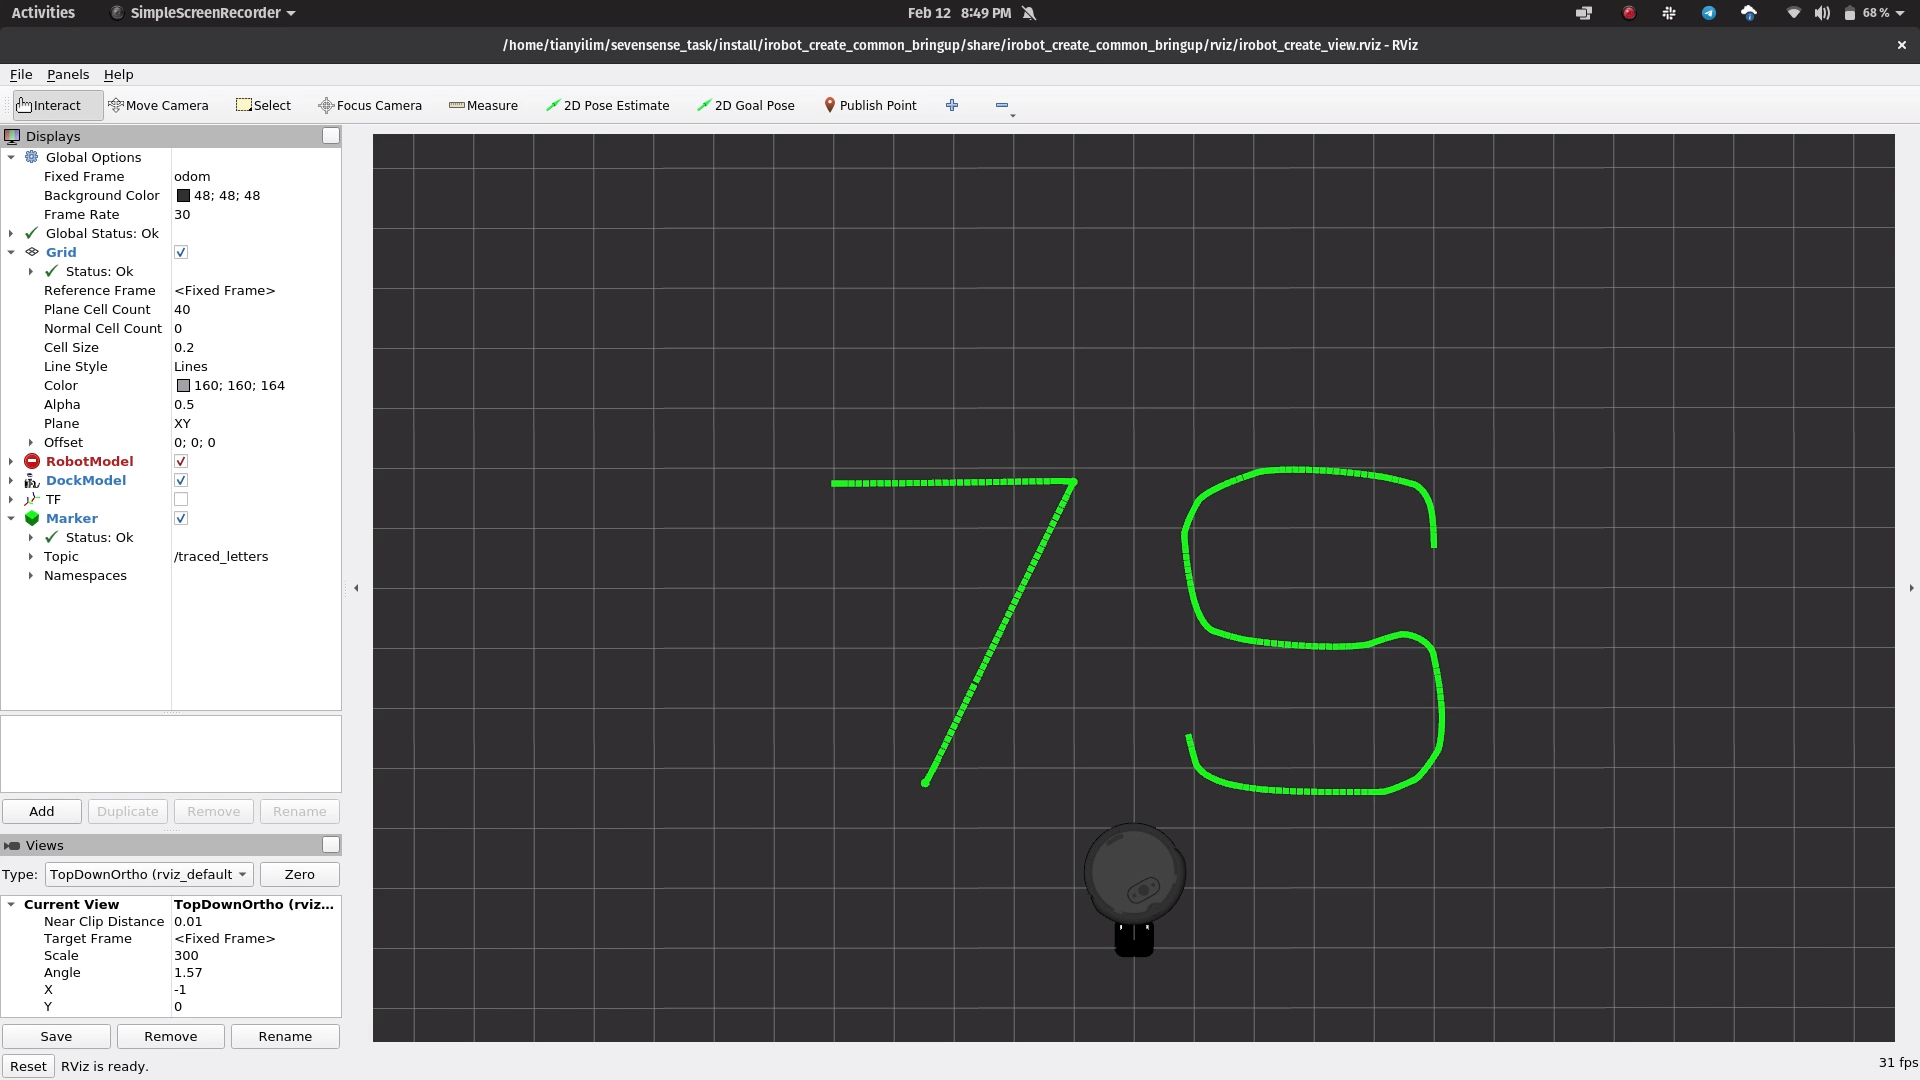 Activities SimpleScreenRecorder Feb 12 8:49 PM 68 %
/home/tianyilim/sevensense_task/install/irobot_create_common_bringup/share/irobot_create_common_bringup/rviz/irobot_create_view.rviz - RViz
File Panels Help
Interact Move Camera Select Focus Camera Measure 2D Pose Estimate 2D Goal Pose Publish Point
Displays
Global Options
Fixed Frame odom
Background Color 48; 48; 48
Frame Rate 30
Global Status: Ok
Grid
Status: Ok
Reference Frame <Fixed Frame>
Plane Cell Count 40
Normal Cell Count 0
Cell Size 0.2
Line Style Lines
Color 160; 160; 164
Alpha 0.5
Plane XY
Offset 0; 0; 0
RobotModel
DockModel
TF
Marker
Status: Ok
Topic /traced_letters
Namespaces
7S
Add Duplicate Remove Rename
Views
Type: TopDownOrtho (rviz_default Zero
Current View TopDownOrtho (rviz...
Near Clip Distance 0.01
Target Frame <Fixed Frame>
Scale 300
Angle 1.57
X -1
Y 0
Save Remove Rename
Reset RViz is ready. 31 fps